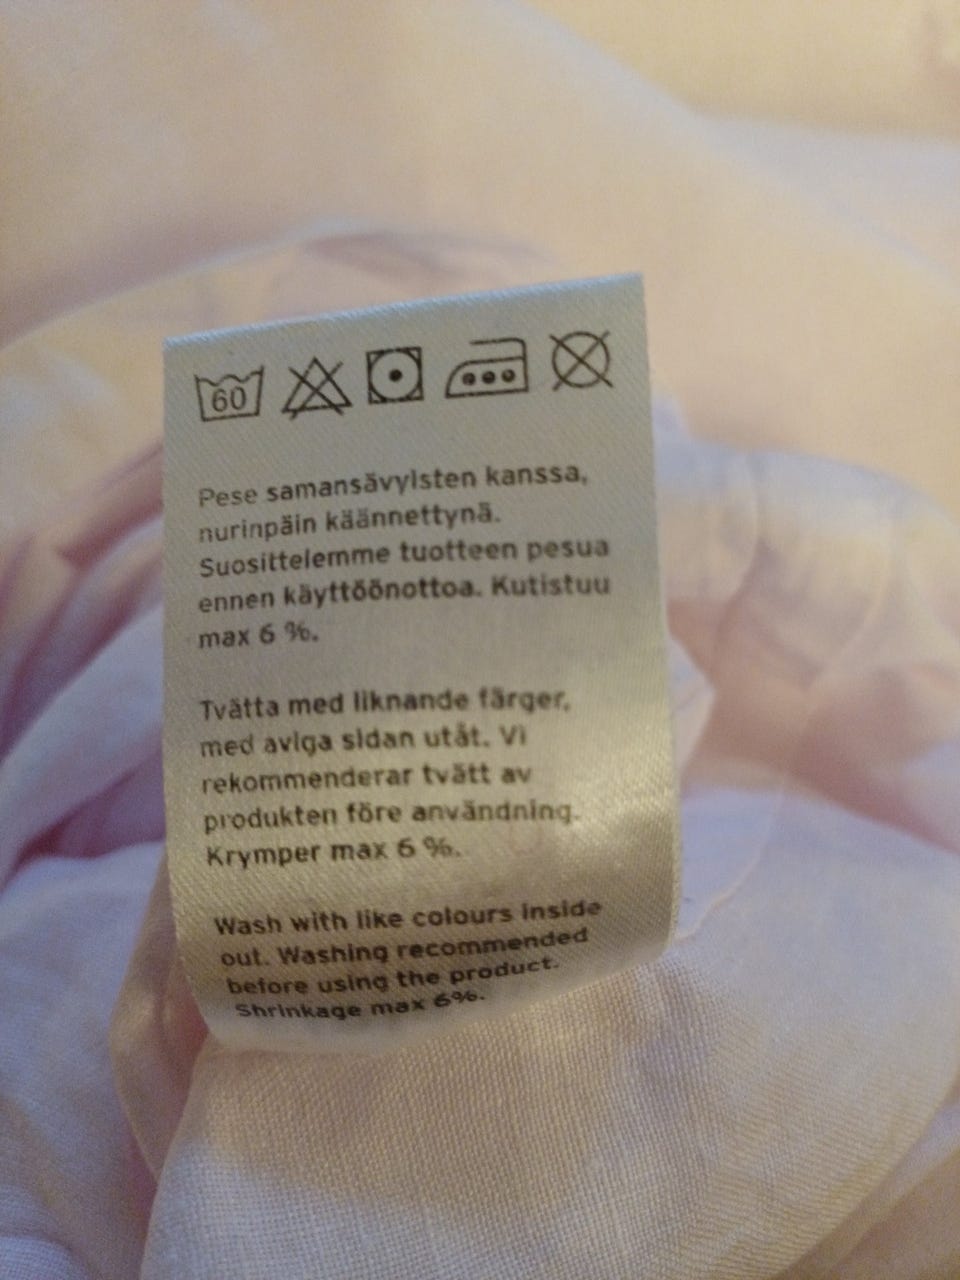 60
Pese samansävyisten kanssa,
nurinpäin käännettynä.
Suosittelemme tuotteen pesua
ennen käyttöönottoa. Kutistuu
max 6 %.
Tvätta med liknande färger,
med aviga sidan utåt. Vi
rekommenderar tvätt av
produkten före användning.
Krymper max 6 %.
Wash with like colours inside
out. Washing recommended
before using the product.
Shrinkage max 6%.